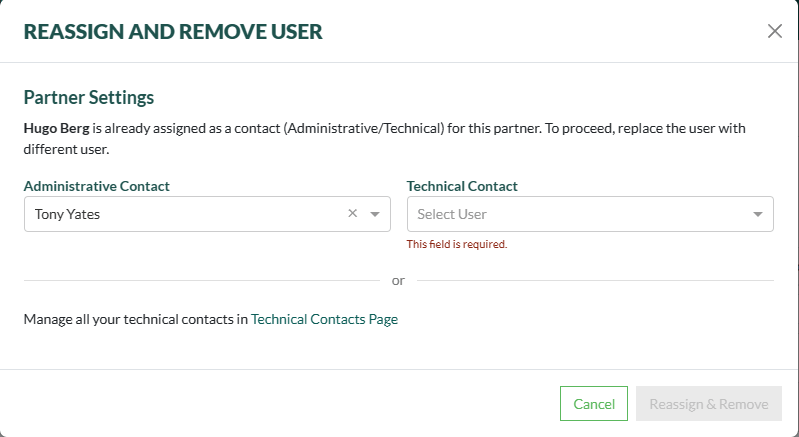 REASSIGN AND REMOVE USER
Partner Settings
Hugo Berg is already assigned as a contact (Administrative/Technical) for this partner. To proceed, replace the user with
different user.
Administrative Contact
Technical Contact
Tony Yates
Select User
This field is required.
or
Manage all your technical contacts in Technical Contacts Page
Cancel
Reassign & Remove